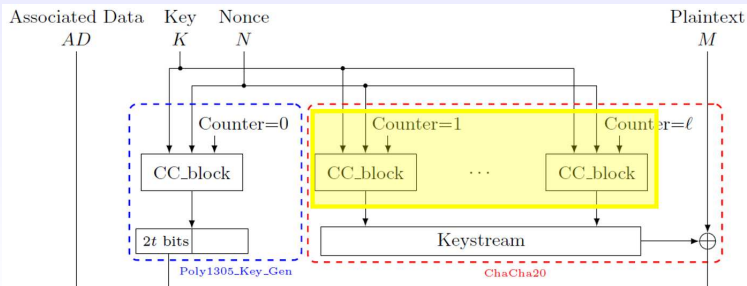 Associated Data Key Nonce Plaintext
AD K N M
Counter=0 Counter=1 Counter=ℓ
CC_block CC_block ... CC_block
2t bits Keystream
Poly1305_Key_Gen ChaCha20